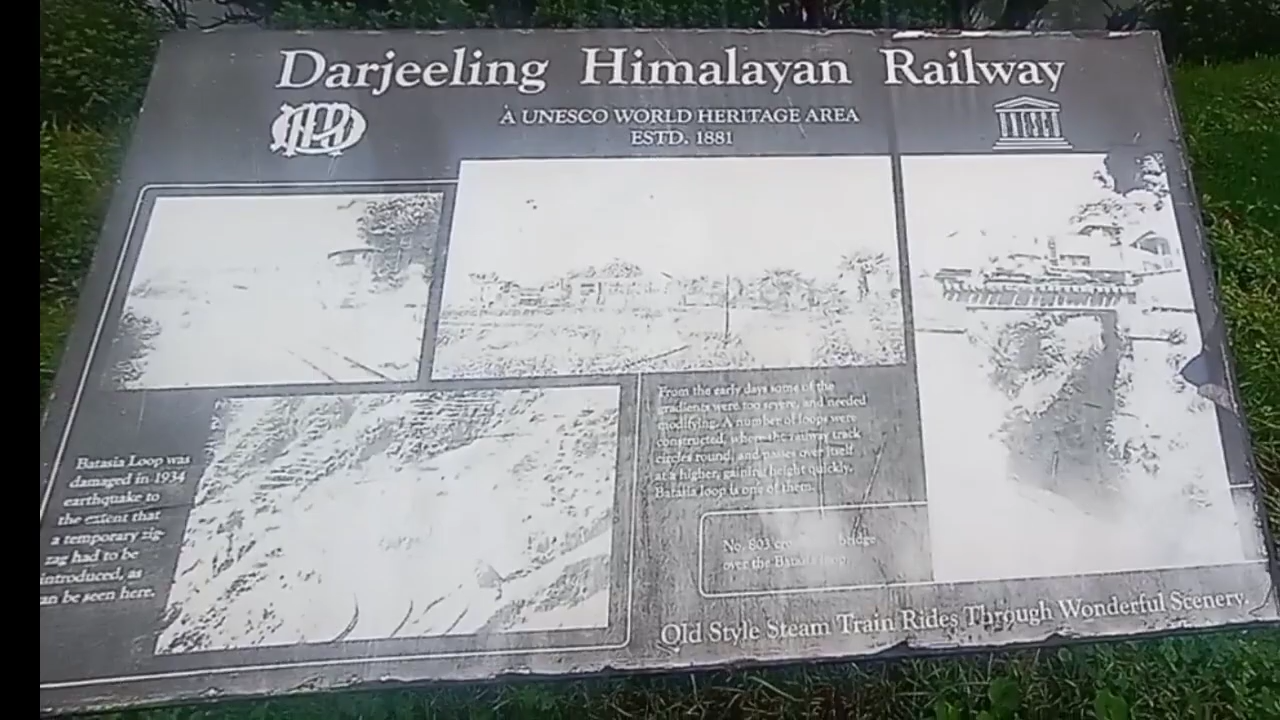 Darjeeling Himalayan Railway
A UNESCO WORLD HERITAGE AREA
ESTD. 1881
Batasia Loop was
damaged in 1934
earthquake to
the extent that
a temporary zig-
zag had to be
introduced, as
an be seen here.
From the early days some of the
gradients were too severe, and needed
modifying. A number of loops were
constructed, where the railway track
circles round, and passes over itself
at a higher, gaining height quickly.
Batasia loop is one of them.
No. 803 bridge
over the Batasia loop
Old Style Steam Train Rides Through Wonderful Scenery.